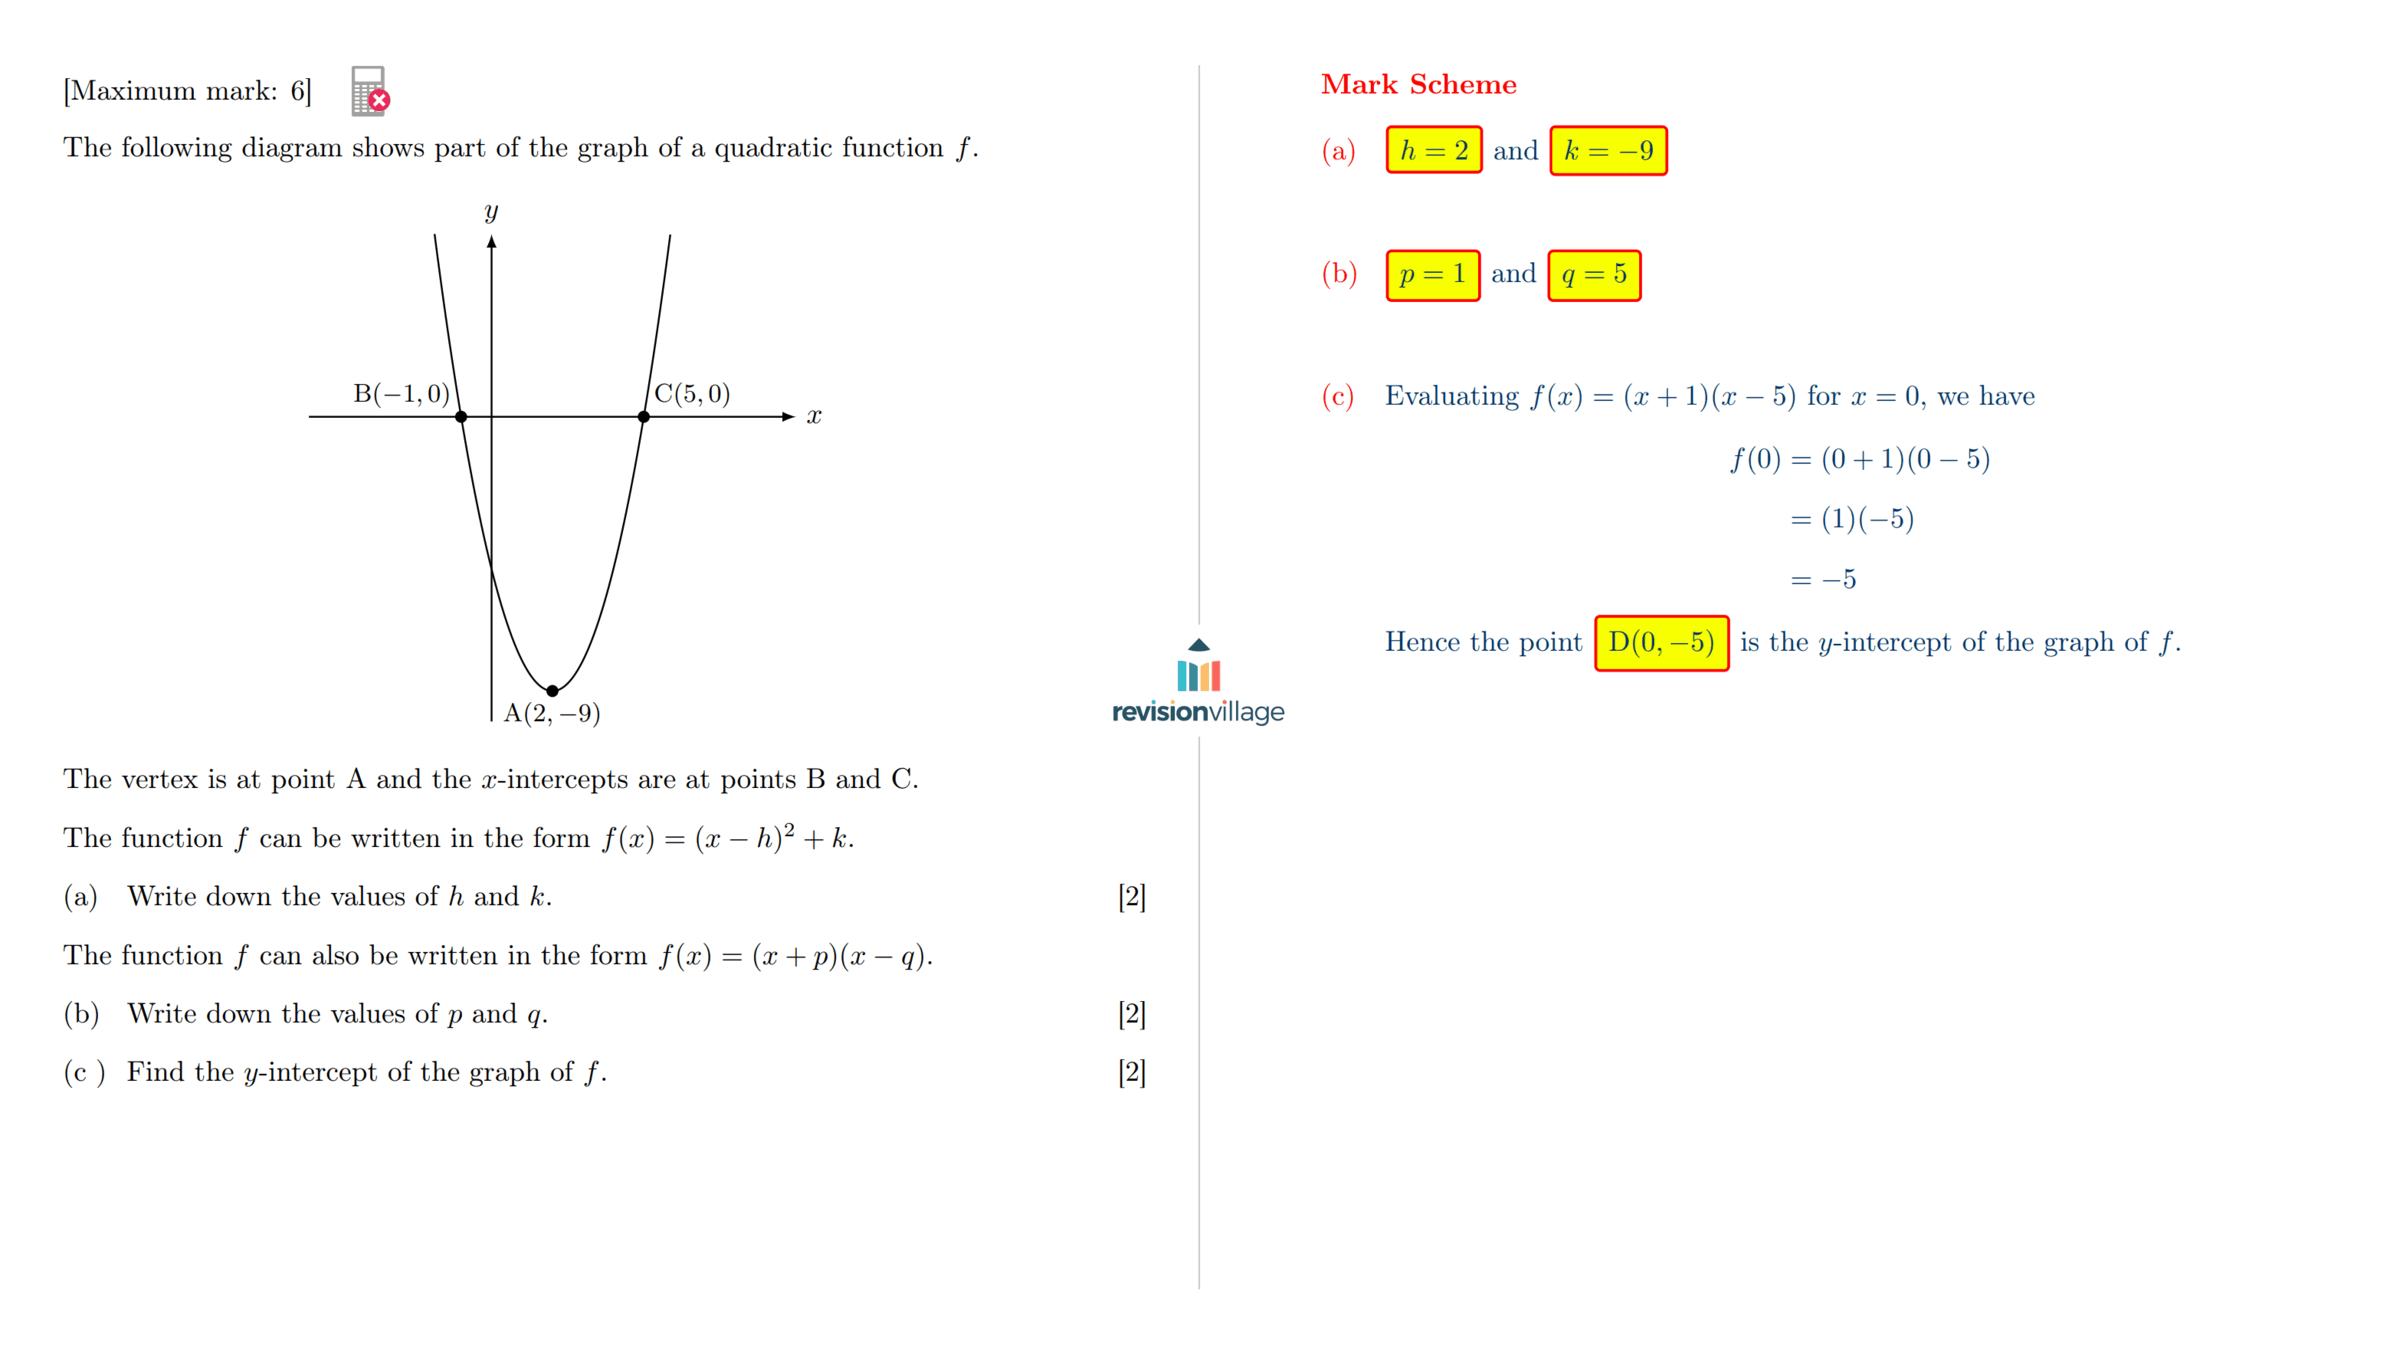 [Maximum mark: 6]
The following diagram shows part of the graph of a quadratic function f.
y
B(−1, 0)
C(5, 0)
x
A(2, −9)
The vertex is at point A and the x-intercepts are at points B and C.
The function f can be written in the form f(x) = (x − h)² + k.
(a) Write down the values of h and k. [2]
The function f can also be written in the form f(x) = (x + p)(x − q).
(b) Write down the values of p and q. [2]
(c ) Find the y-intercept of the graph of f. [2]
revisionvillage
Mark Scheme
(a) h = 2 and k = −9
(b) p = 1 and q = 5
(c) Evaluating f(x) = (x + 1)(x − 5) for x = 0, we have
f(0) = (0 + 1)(0 − 5)
= (1)(−5)
= −5
Hence the point D(0, −5) is the y-intercept of the graph of f.